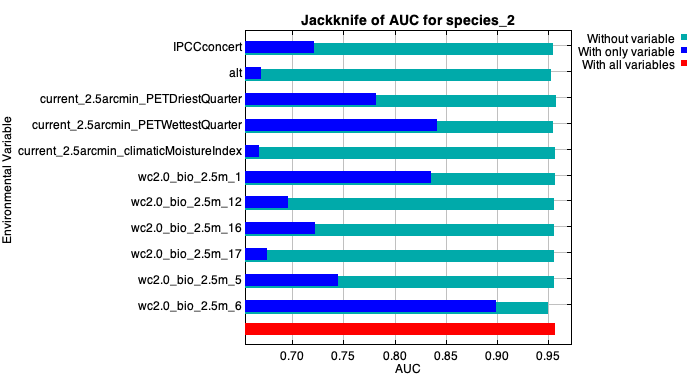 Jackknife of AUC for species_2
Without variable
With only variable
With all variables
Environmental Variable
IPCCconcert
alt
current_2.5arcmin_PETDriestQuarter
current_2.5arcmin_PETWettestQuarter
current_2.5arcmin_climaticMoistureIndex
wc2.0_bio_2.5m_1
wc2.0_bio_2.5m_12
wc2.0_bio_2.5m_16
wc2.0_bio_2.5m_17
wc2.0_bio_2.5m_5
wc2.0_bio_2.5m_6
0.70 0.75 0.80 0.85 0.90 0.95
AUC